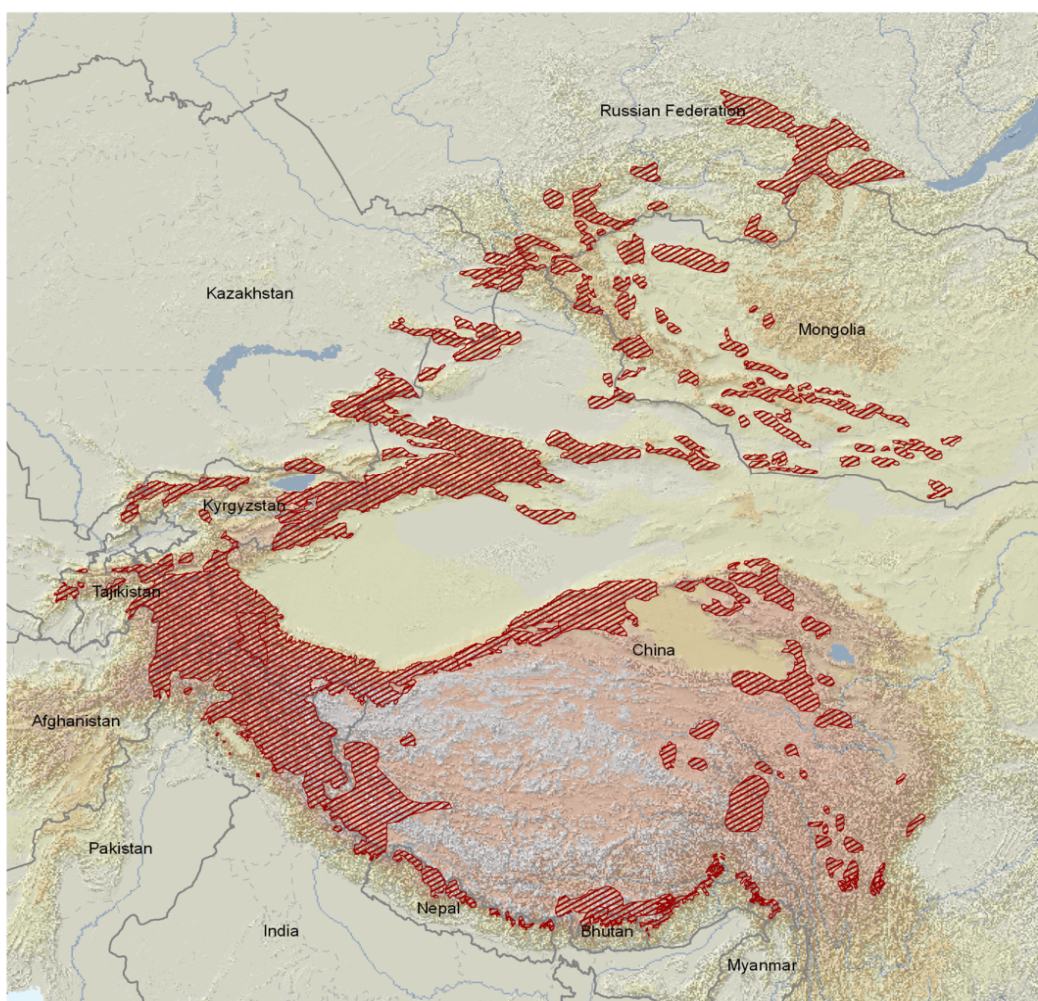 Russian Federation
Kazakhstan
Mongolia
Kyrgyzstan
Tajikistan
China
Afghanistan
Pakistan
Nepal
India
Bhutan
Myanmar